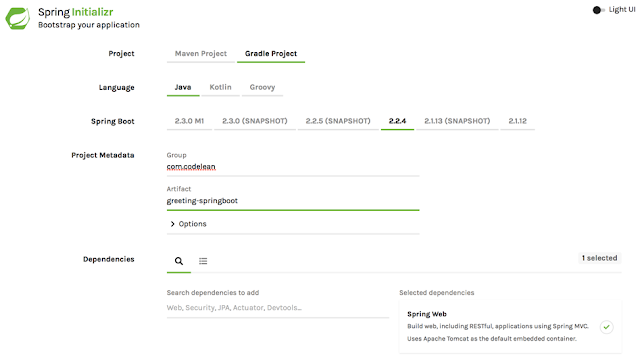 Spring Initializr
Bootstrap your application
Light UI
Project
Maven Project Gradle Project
Language
Java Kotlin Groovy
Spring Boot
2.3.0 M1 2.3.0 (SNAPSHOT) 2.2.5 (SNAPSHOT) 2.2.4 2.1.13 (SNAPSHOT) 2.1.12
Project Metadata
Group
com.codelean
Artifact
greeting-springboot
Options
Dependencies
1 selected
Search dependencies to add
Web, Security, JPA, Actuator, Devtools...
Selected dependencies
Spring Web
Build web, including RESTful, applications using Spring MVC.
Uses Apache Tomcat as the default embedded container.